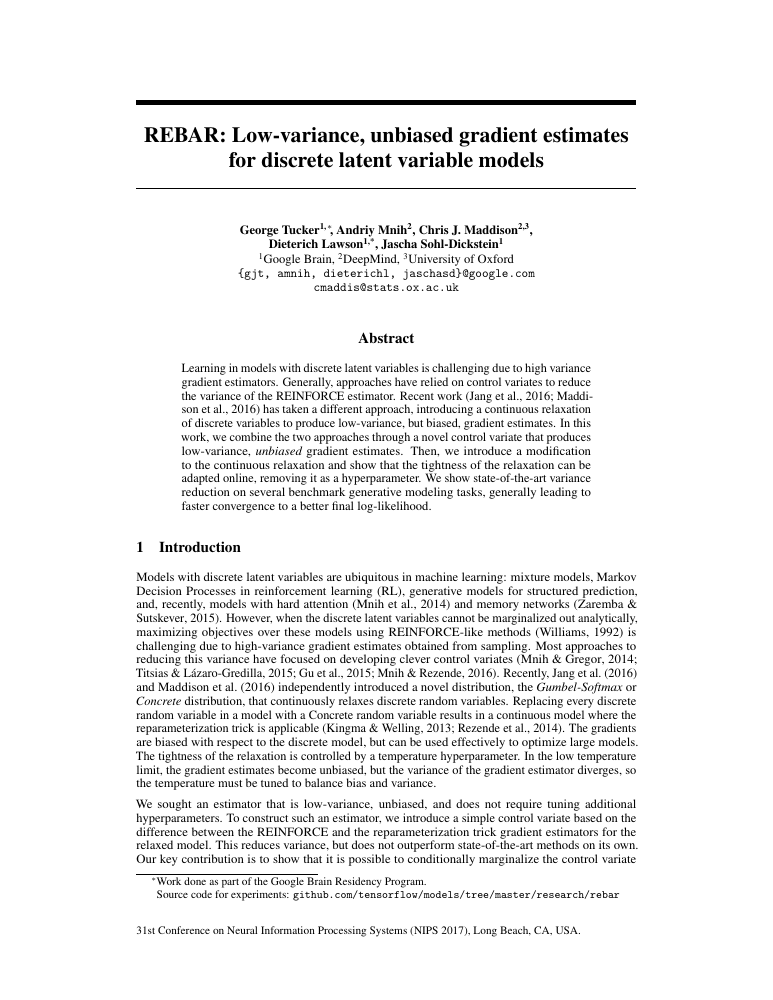 REBAR: Low-variance, unbiased gradient estimates
for discrete latent variable models
George Tucker1,*, Andriy Mnih2, Chris J. Maddison2,3,
Dieterich Lawson1,*, Jascha Sohl-Dickstein1
1Google Brain, 2DeepMind, 3University of Oxford
{gjt, amnih, dieterichl, jaschasd}@google.com
cmaddis@stats.ox.ac.uk
Abstract
Learning in models with discrete latent variables is challenging due to high variance
gradient estimators. Generally, approaches have relied on control variates to reduce
the variance of the REINFORCE estimator. Recent work (Jang et al., 2016; Maddi-
son et al., 2016) has taken a different approach, introducing a continuous relaxation
of discrete variables to produce low-variance, but biased, gradient estimates. In this
work, we combine the two approaches through a novel control variate that produces
low-variance, unbiased gradient estimates. Then, we introduce a modification
to the continuous relaxation and show that the tightness of the relaxation can be
adapted online, removing it as a hyperparameter. We show state-of-the-art variance
reduction on several benchmark generative modeling tasks, generally leading to
faster convergence to a better final log-likelihood.
1 Introduction
Models with discrete latent variables are ubiquitous in machine learning: mixture models, Markov
Decision Processes in reinforcement learning (RL), generative models for structured prediction,
and, recently, models with hard attention (Mnih et al., 2014) and memory networks (Zaremba &
Sutskever, 2015). However, when the discrete latent variables cannot be marginalized out analytically,
maximizing objectives over these models using REINFORCE-like methods (Williams, 1992) is
challenging due to high-variance gradient estimates obtained from sampling. Most approaches to
reducing this variance have focused on developing clever control variates (Mnih & Gregor, 2014;
Titsias & Lázaro-Gredilla, 2015; Gu et al., 2015; Mnih & Rezende, 2016). Recently, Jang et al. (2016)
and Maddison et al. (2016) independently introduced a novel distribution, the Gumbel-Softmax or
Concrete distribution, that continuously relaxes discrete random variables. Replacing every discrete
random variable in a model with a Concrete random variable results in a continuous model where the
reparameterization trick is applicable (Kingma & Welling, 2013; Rezende et al., 2014). The gradients
are biased with respect to the discrete model, but can be used effectively to optimize large models.
The tightness of the relaxation is controlled by a temperature hyperparameter. In the low temperature
limit, the gradient estimates become unbiased, but the variance of the gradient estimator diverges, so
the temperature must be tuned to balance bias and variance.
We sought an estimator that is low-variance, unbiased, and does not require tuning additional
hyperparameters. To construct such an estimator, we introduce a simple control variate based on the
difference between the REINFORCE and the reparameterization trick gradient estimators for the
relaxed model. This reduces variance, but does not outperform state-of-the-art methods on its own.
Our key contribution is to show that it is possible to conditionally marginalize the control variate
*Work done as part of the Google Brain Residency Program.
Source code for experiments: github.com/tensorflow/models/tree/master/research/rebar
31st Conference on Neural Information Processing Systems (NIPS 2017), Long Beach, CA, USA.